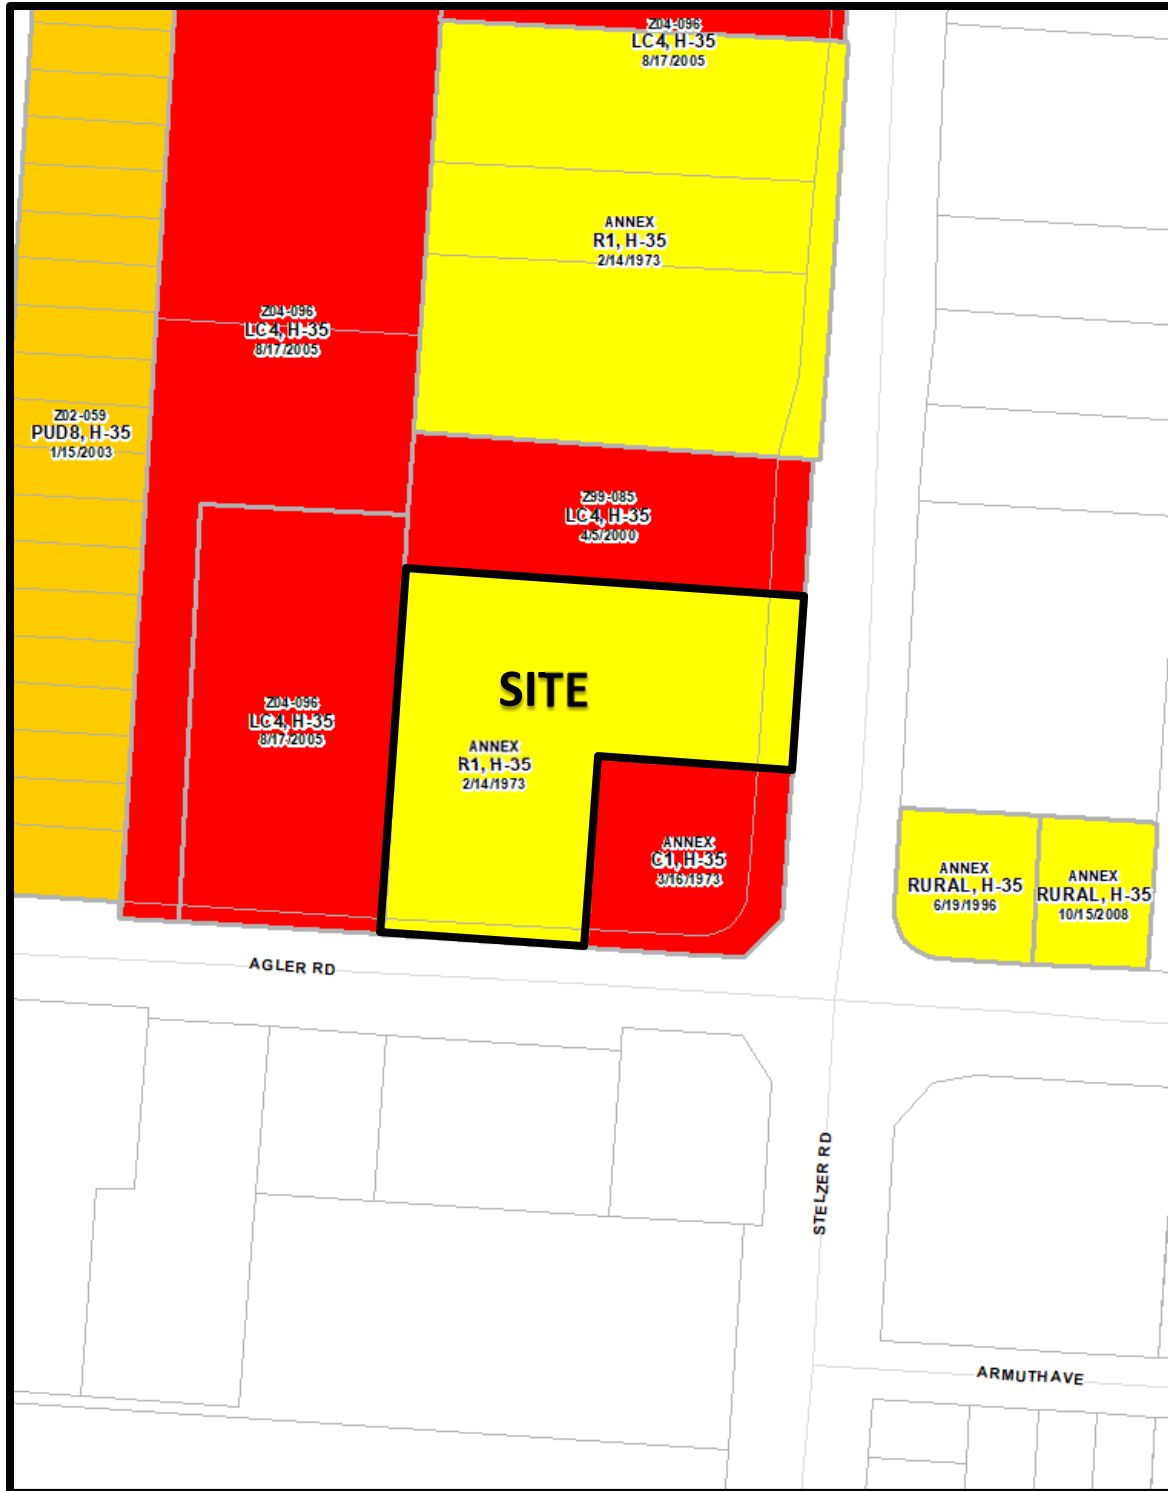 Z04-096
LC4, H-35
8/17/2005
ANNEX
R1, H-35
2/14/1973
Z04-096
LC4, H-35
8/17/2005
Z02-059
PUD8, H-35
1/15/2003
Z99-085
LC4, H-35
4/5/2000
SITE
Z04-096
LC4, H-35
8/17/2005
ANNEX
R1, H-35
2/14/1973
ANNEX
C1, H-35
3/16/1973
ANNEX
RURAL, H-35
6/19/1996
ANNEX
RURAL, H-35
10/15/2008
AGLER RD
STELZER RD
ARMUTH AVE